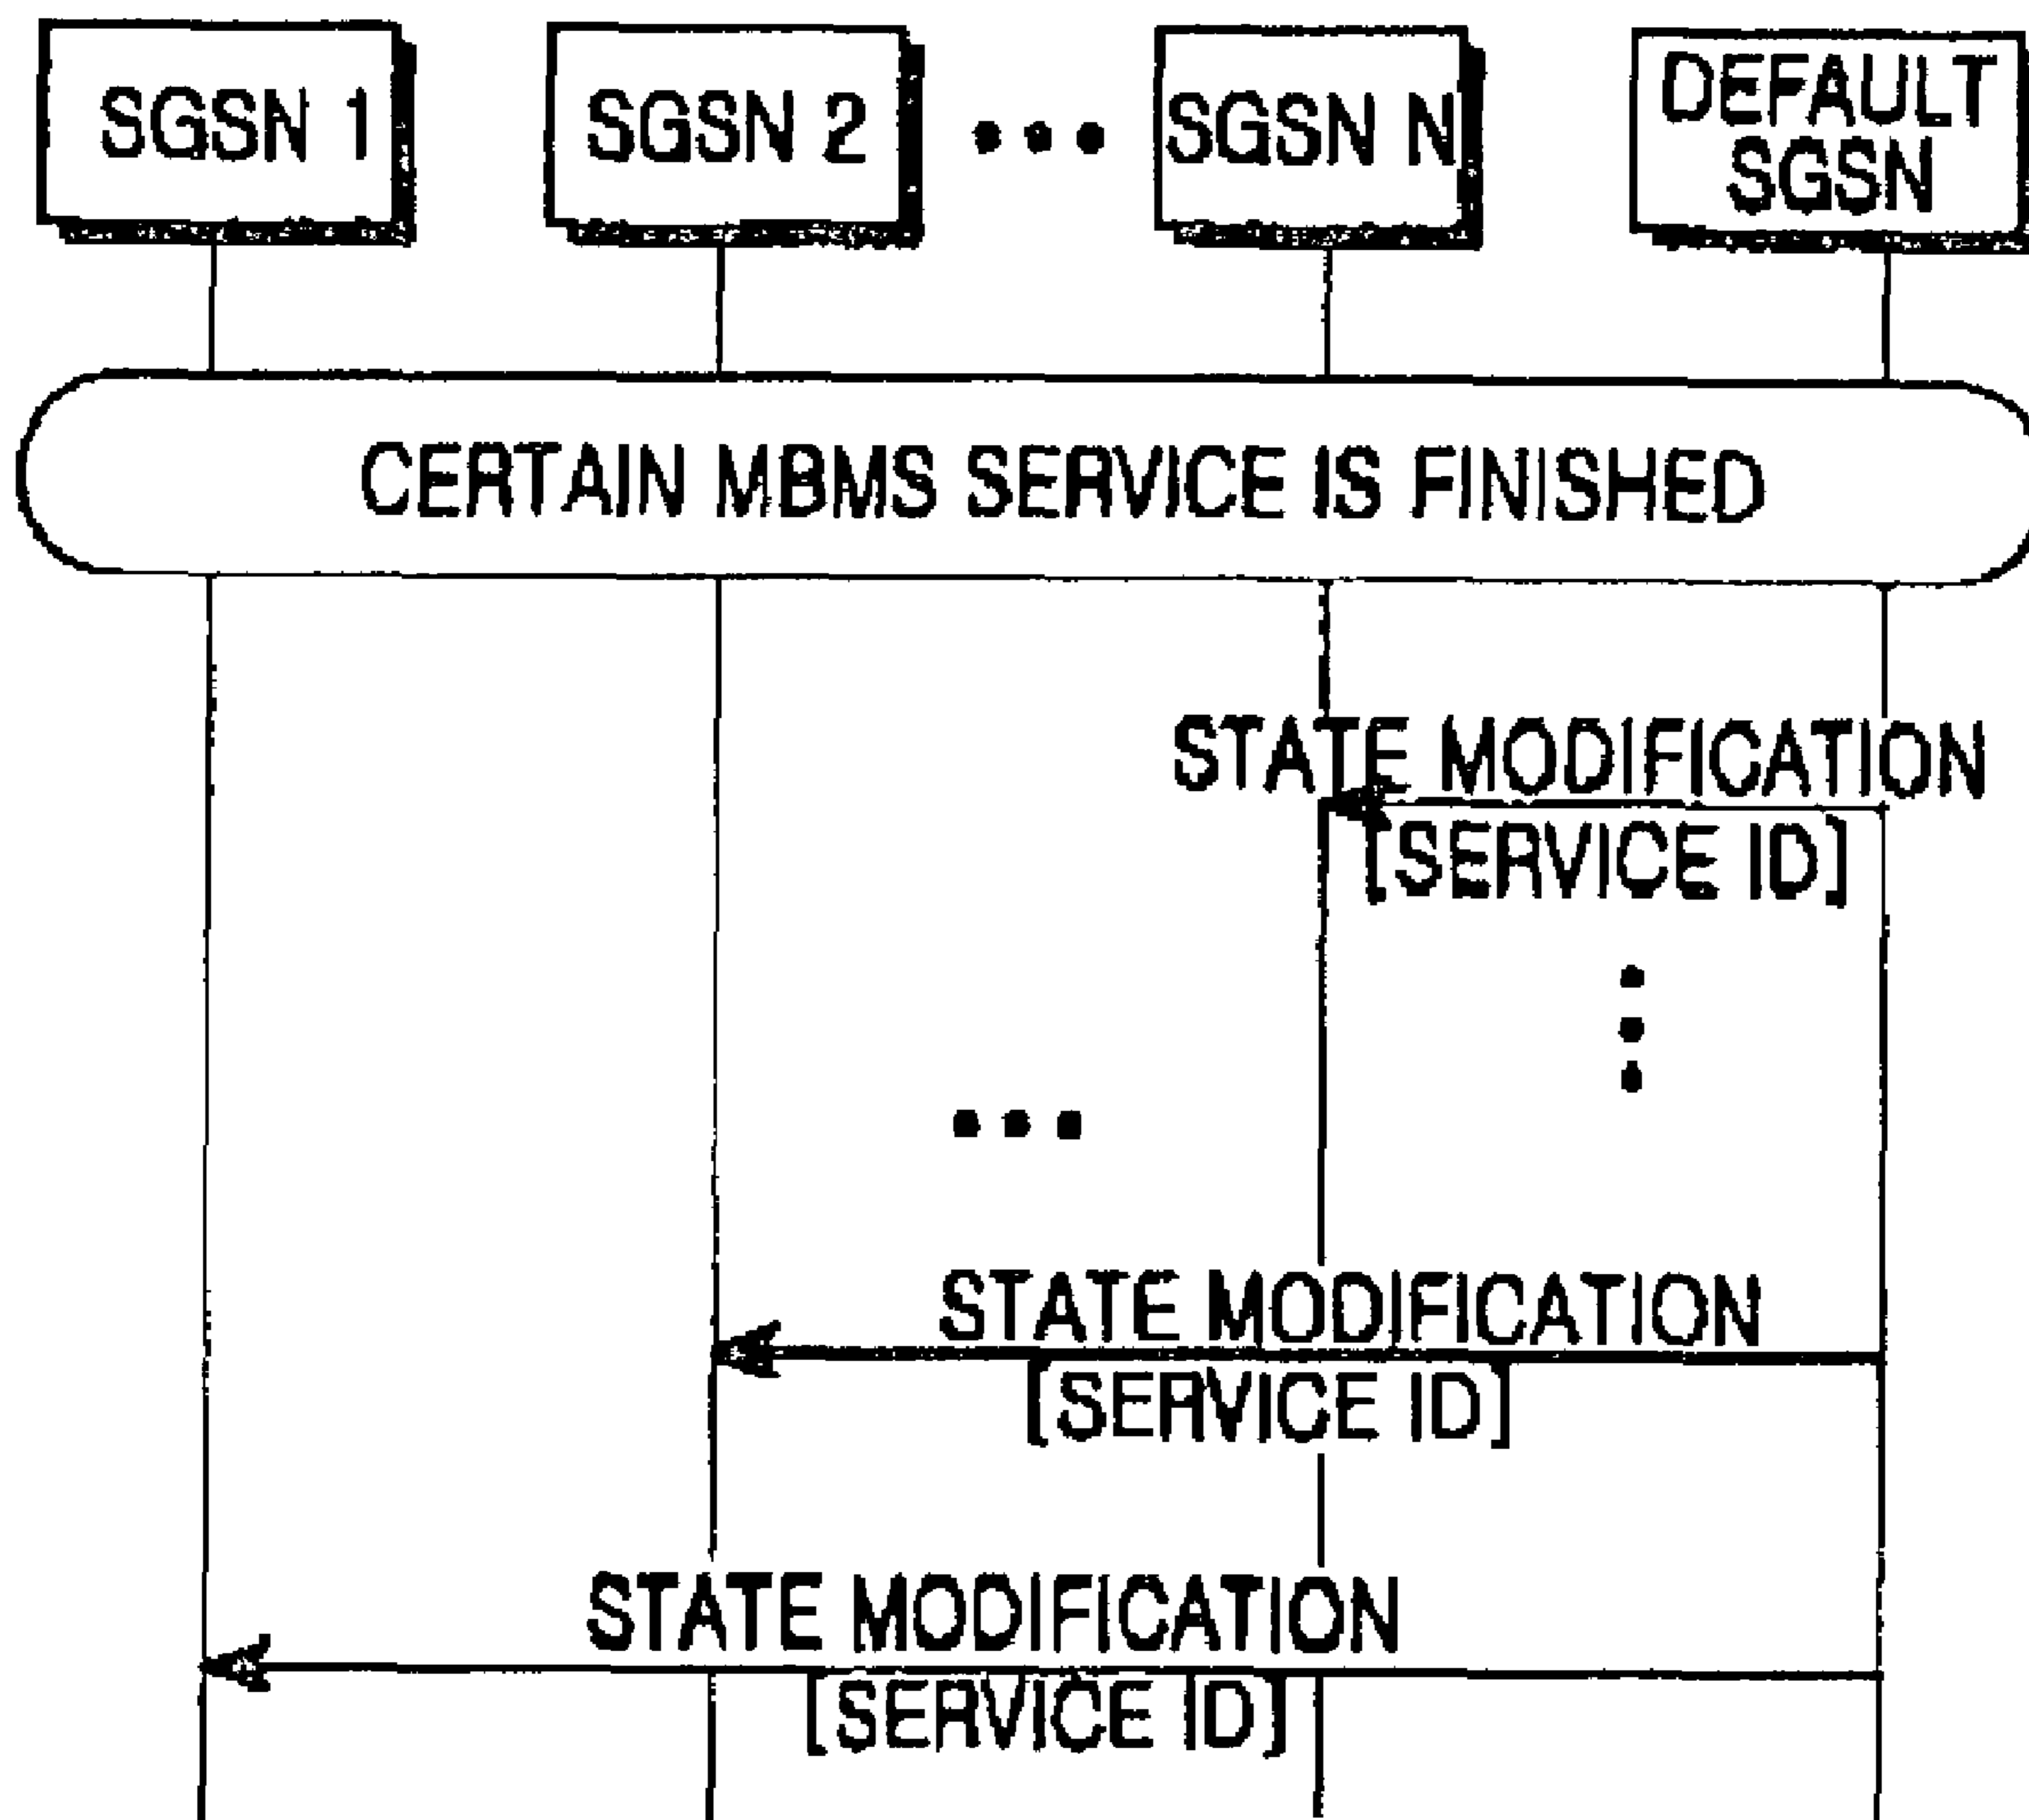 SGSN 1
SGSN 2
SGSN N
DEFAULT
SGSN
CERTAIN MBMS SERVICE IS FINISHED
STATE MODIFICATION
[SERVICE ID]
STATE MODIFICATION
[SERVICE ID]
STATE MODIFICATION
[SERVICE ID]